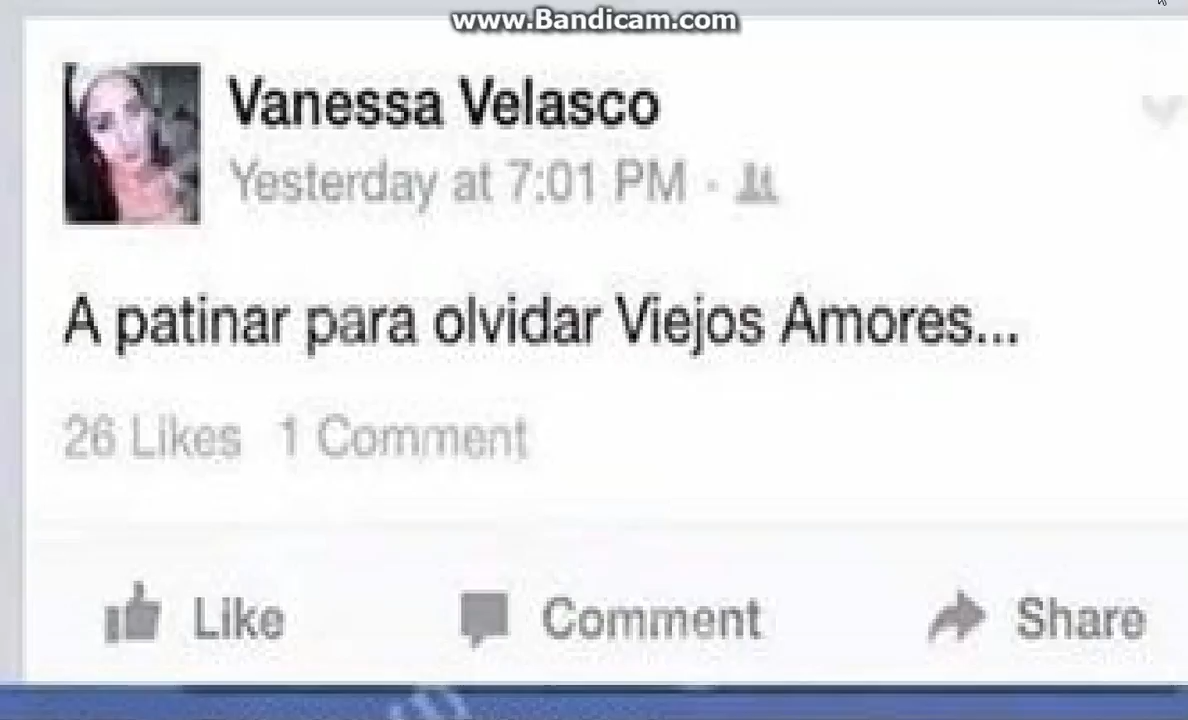 www.Bandicam.com
Vanessa Velasco
Yesterday at 7:01 PM ·
A patinar para olvidar Viejos Amores...
26 Likes 1 Comment
Like Comment Share